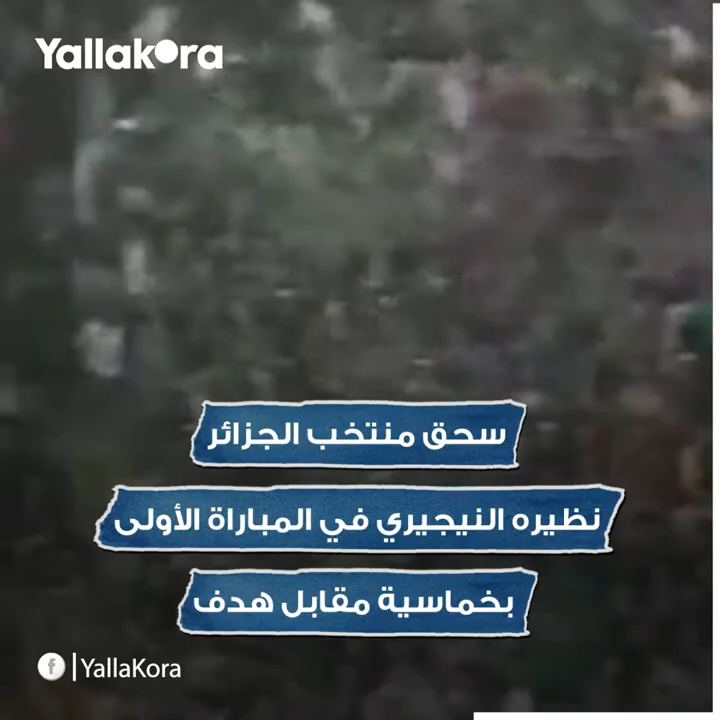 Yallakora
سحق منتخب الجزائر
نظيره النيجيري في المباراة الأولى
بخماسية مقابل هدف
f | YallaKora